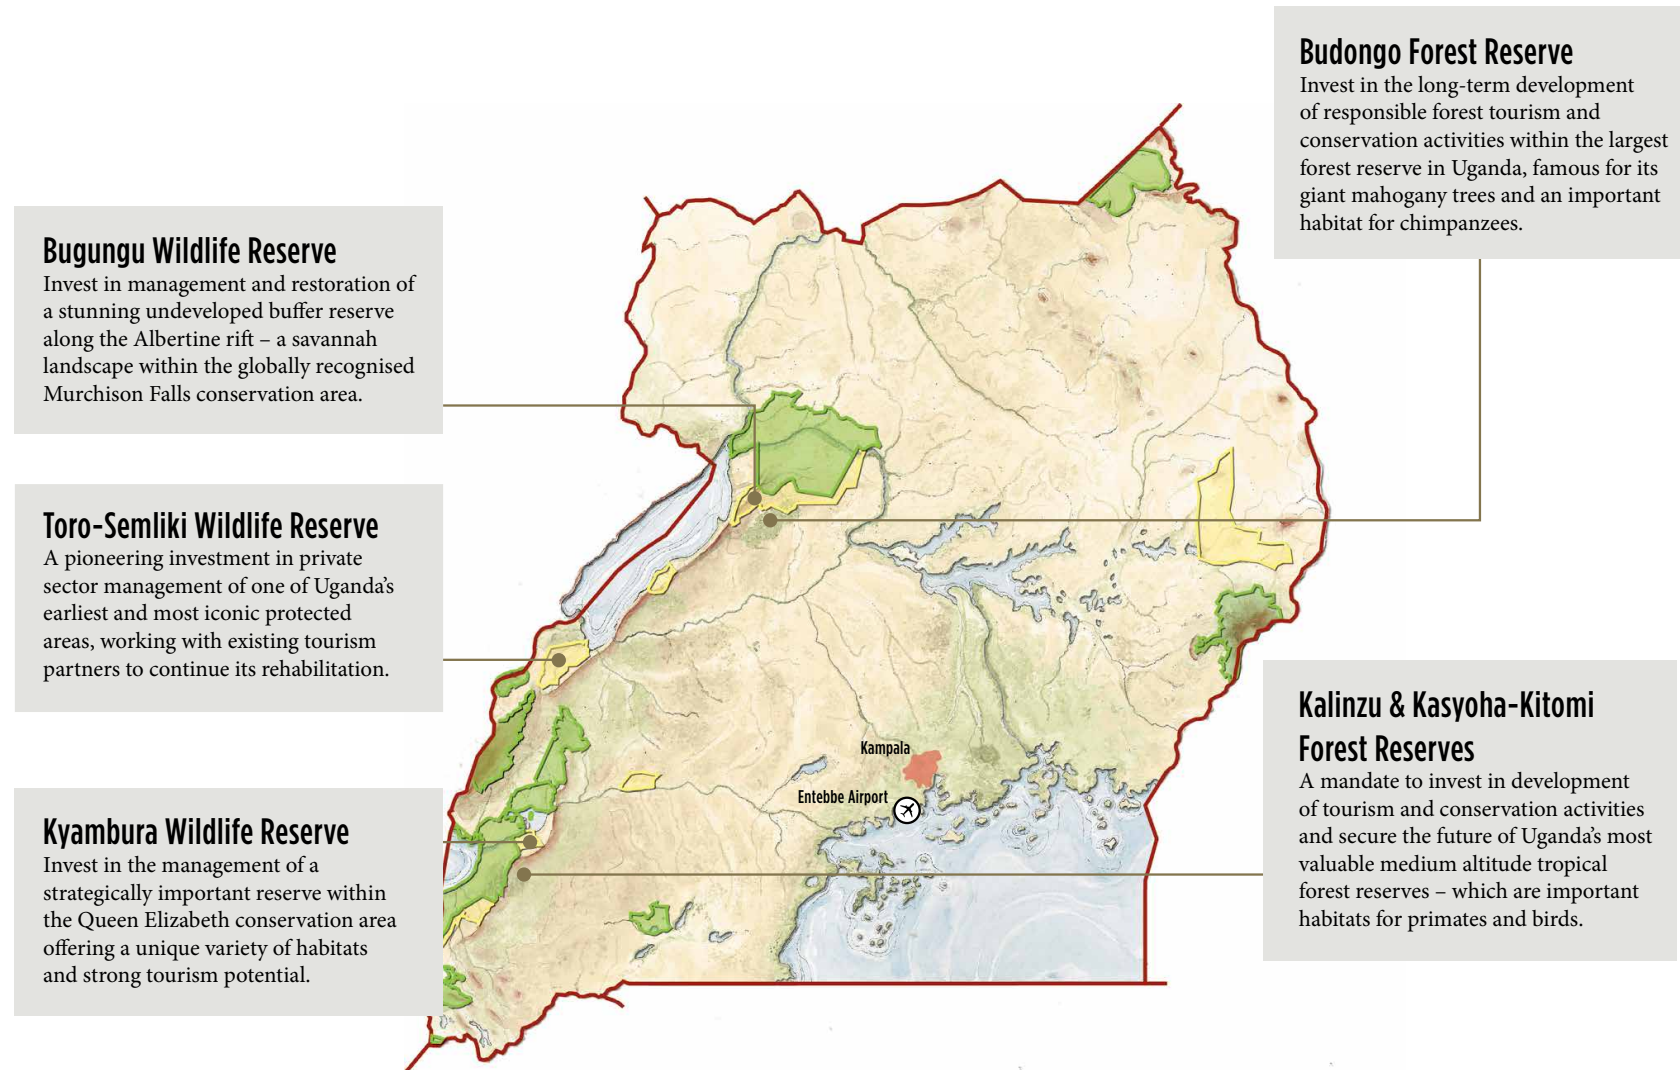 Budongo Forest Reserve
Invest in the long-term development
of responsible forest tourism and
conservation activities within the largest
forest reserve in Uganda, famous for its
giant mahogany trees and an important
habitat for chimpanzees.
Bugungu Wildlife Reserve
Invest in management and restoration of
a stunning undeveloped buffer reserve
along the Albertine rift – a savannah
landscape within the globally recognised
Murchison Falls conservation area.
Toro-Semliki Wildlife Reserve
A pioneering investment in private
sector management of one of Uganda’s
earliest and most iconic protected
areas, working with existing tourism
partners to continue its rehabilitation.
Kyambura Wildlife Reserve
Invest in the management of a
strategically important reserve within
the Queen Elizabeth conservation area
offering a unique variety of habitats
and strong tourism potential.
Kampala
Entebbe Airport
Kalinzu & Kasyoha-Kitomi
Forest Reserves
A mandate to invest in development
of tourism and conservation activities
and secure the future of Uganda’s most
valuable medium altitude tropical
forest reserves – which are important
habitats for primates and birds.